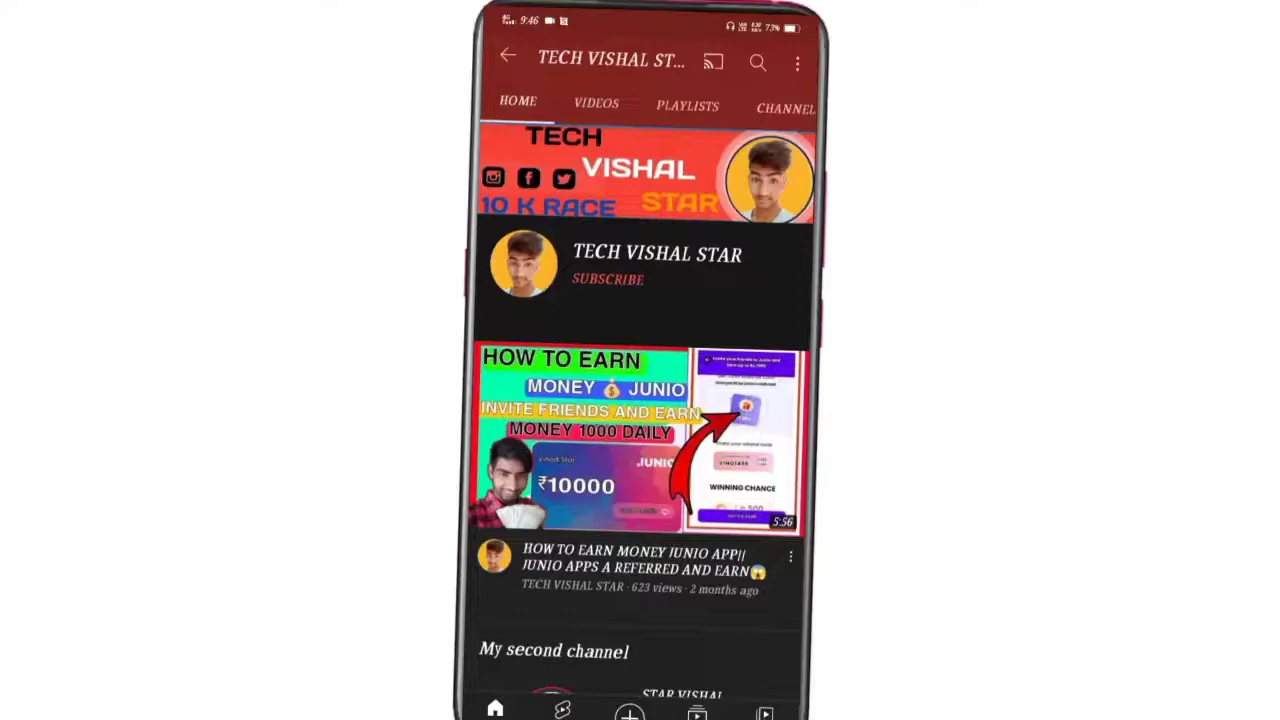 9:46
73%
TECH VISHAL ST...
HOME VIDEOS PLAYLISTS CHANNEL
TECH
VISHAL
STAR
10 K RACE
TECH VISHAL STAR
SUBSCRIBE
HOW TO EARN
MONEY 💰 JUNIO
INVITE FRIENDS AND EARN
MONEY 1000 DAILY
Vinod Star
.JUNIO
₹10000
WINNING CHANCE
5:56
HOW TO EARN MONEY JUNIO APP||
JUNIO APPS A REFERRED AND EARN😱
TECH VISHAL STAR · 623 views · 2 months ago
My second channel
STAR VISHAL